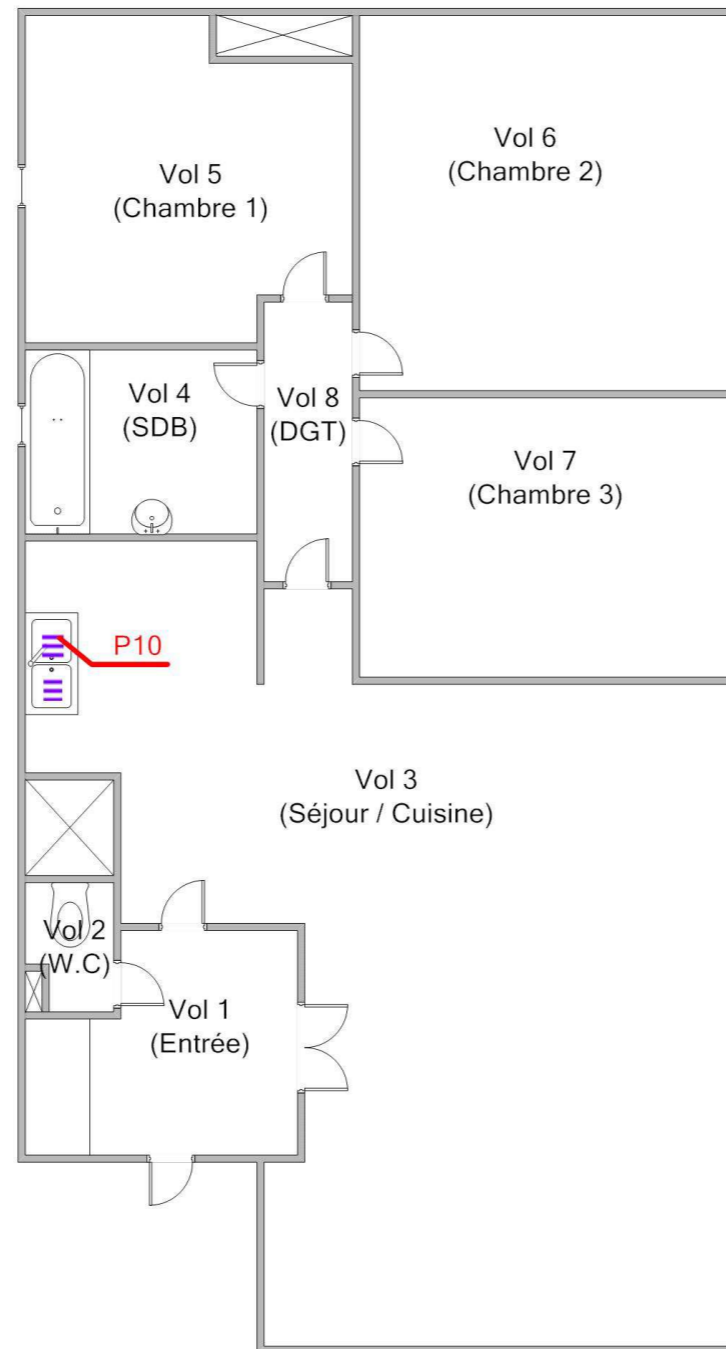 Vol 6
(Chambre 2)
Vol 5
(Chambre 1)
Vol 4
(SDB)
Vol 8
(DGT)
Vol 7
(Chambre 3)
P10
Vol 3
(Séjour / Cuisine)
Vol 2
(W.C)
Vol 1
(Entrée)